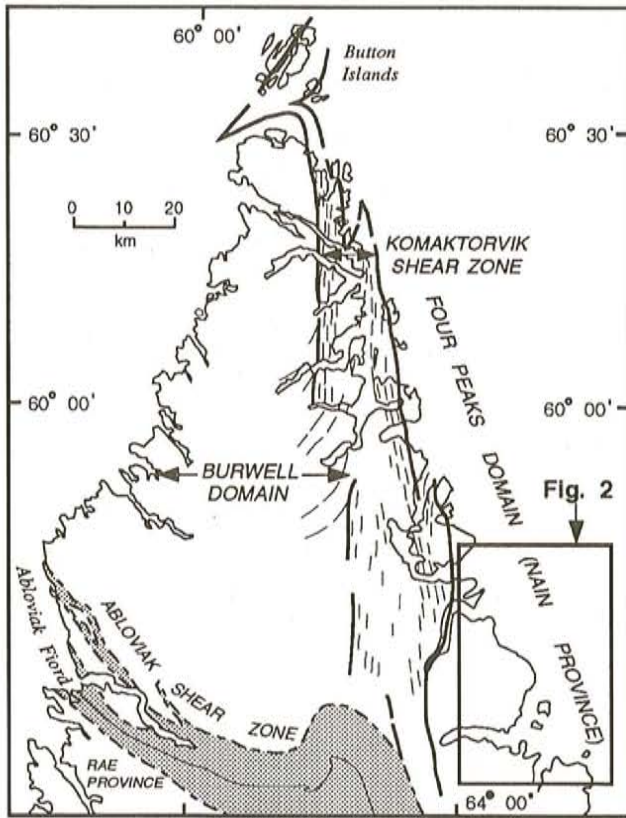 60° 00'
Button
Islands
60° 30'
60° 30'
0 10 20
km
KOMAKTORVIK
SHEAR ZONE
FOUR PEAKS DOMAIN
(NAIN PROVINCE)
60° 00'
60° 00'
BURWELL
DOMAIN
Fig. 2
Abloviak Fiord
ABLOVIAK SHEAR ZONE
RAE
PROVINCE
64° 00'